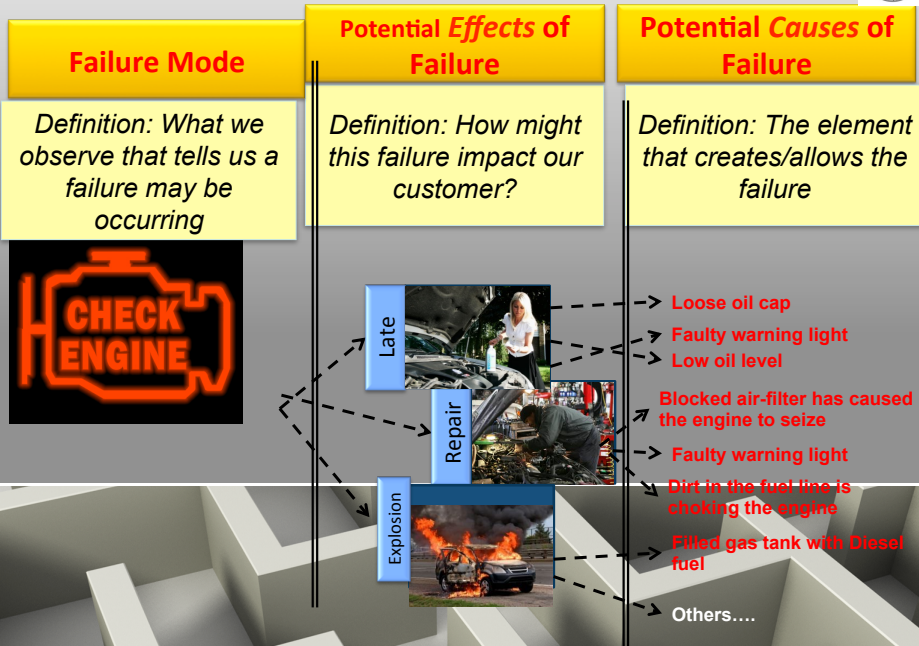 Failure Mode
Definition: What we
observe that tells us a
failure may be
occurring
CHECK
ENGINE
Potential Effects of
Failure
Definition: How might
this failure impact our
customer?
Late
Repair
Explosion
Potential Causes of
Failure
Definition: The element
that creates/allows the
failure
Loose oil cap
Faulty warning light
Low oil level
Blocked air-filter has caused
the engine to seize
Faulty warning light
Dirt in the fuel line is
choking the engine
Filled gas tank with Diesel
fuel
Others....